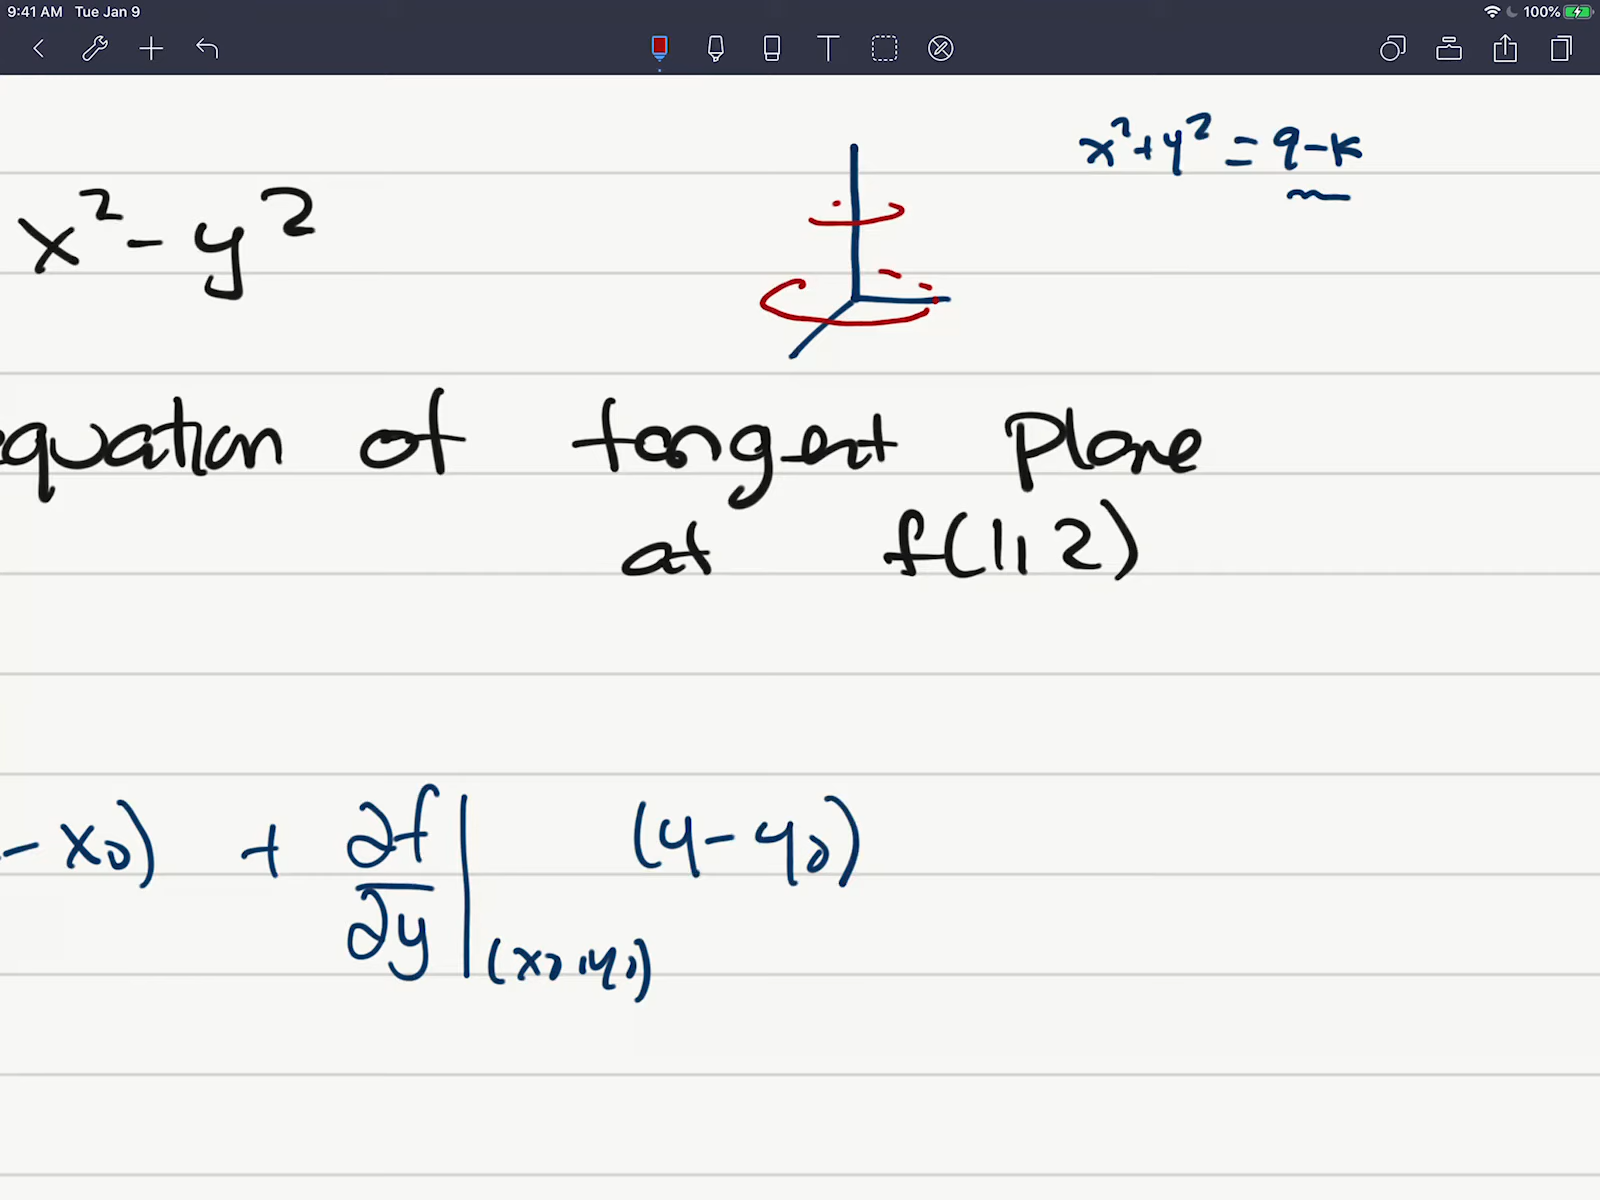 9:41 AM Tue Jan 9 100%
T
x²+y² = 9-k
x²- y²
equation of tangent plane
at f(1,2)
- x₀) + ∂f/∂y |(x₀,y₀) (y-y₀)